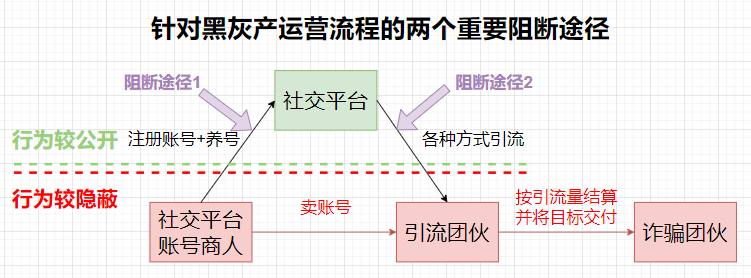 针对黑灰产运营流程的两个重要阻断途径
阻断途径1
阻断途径2
社交平台
行为较公开
注册账号+养号
各种方式引流
行为较隐蔽
社交平台
账号商人
卖账号
引流团伙
按引流量结算
并将目标交付
诈骗团伙